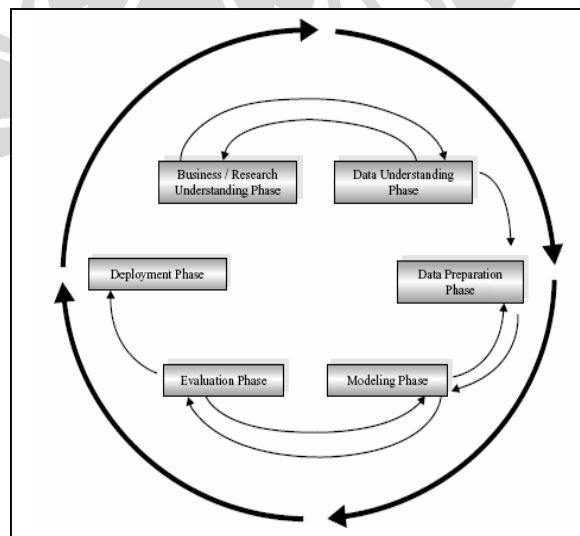 Business / Research
Understanding Phase
Data Understanding
Phase
Deployment Phase
Data Preparation
Phase
Evaluation Phase
Modeling Phase